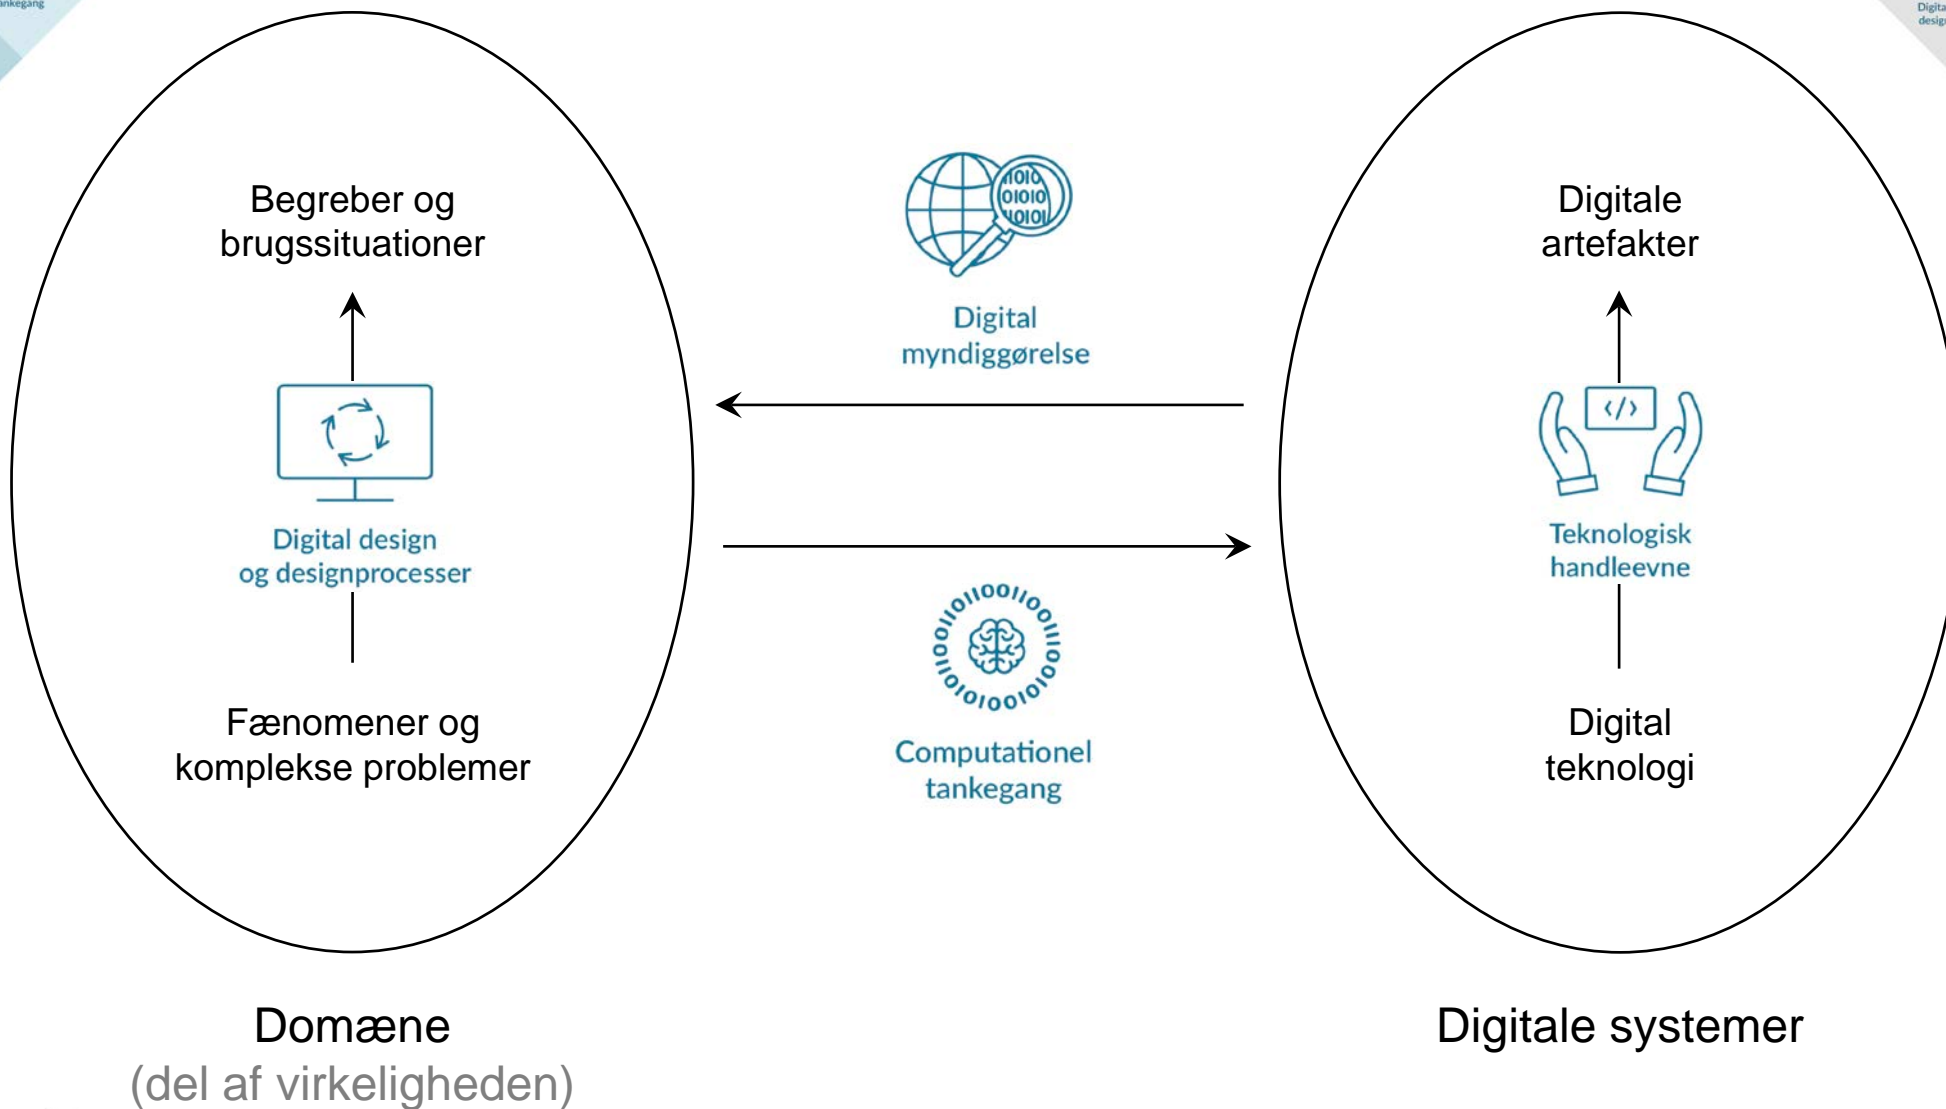 Begreber og
brugssituationer
Digital design
og designprocesser
Fænomener og
komplekse problemer
Domæne
(del af virkeligheden)
Digital
myndiggørelse
Computationel
tankegang
Digitale
artefakter
</>
Teknologisk
handleevne
Digital
teknologi
Digitale systemer